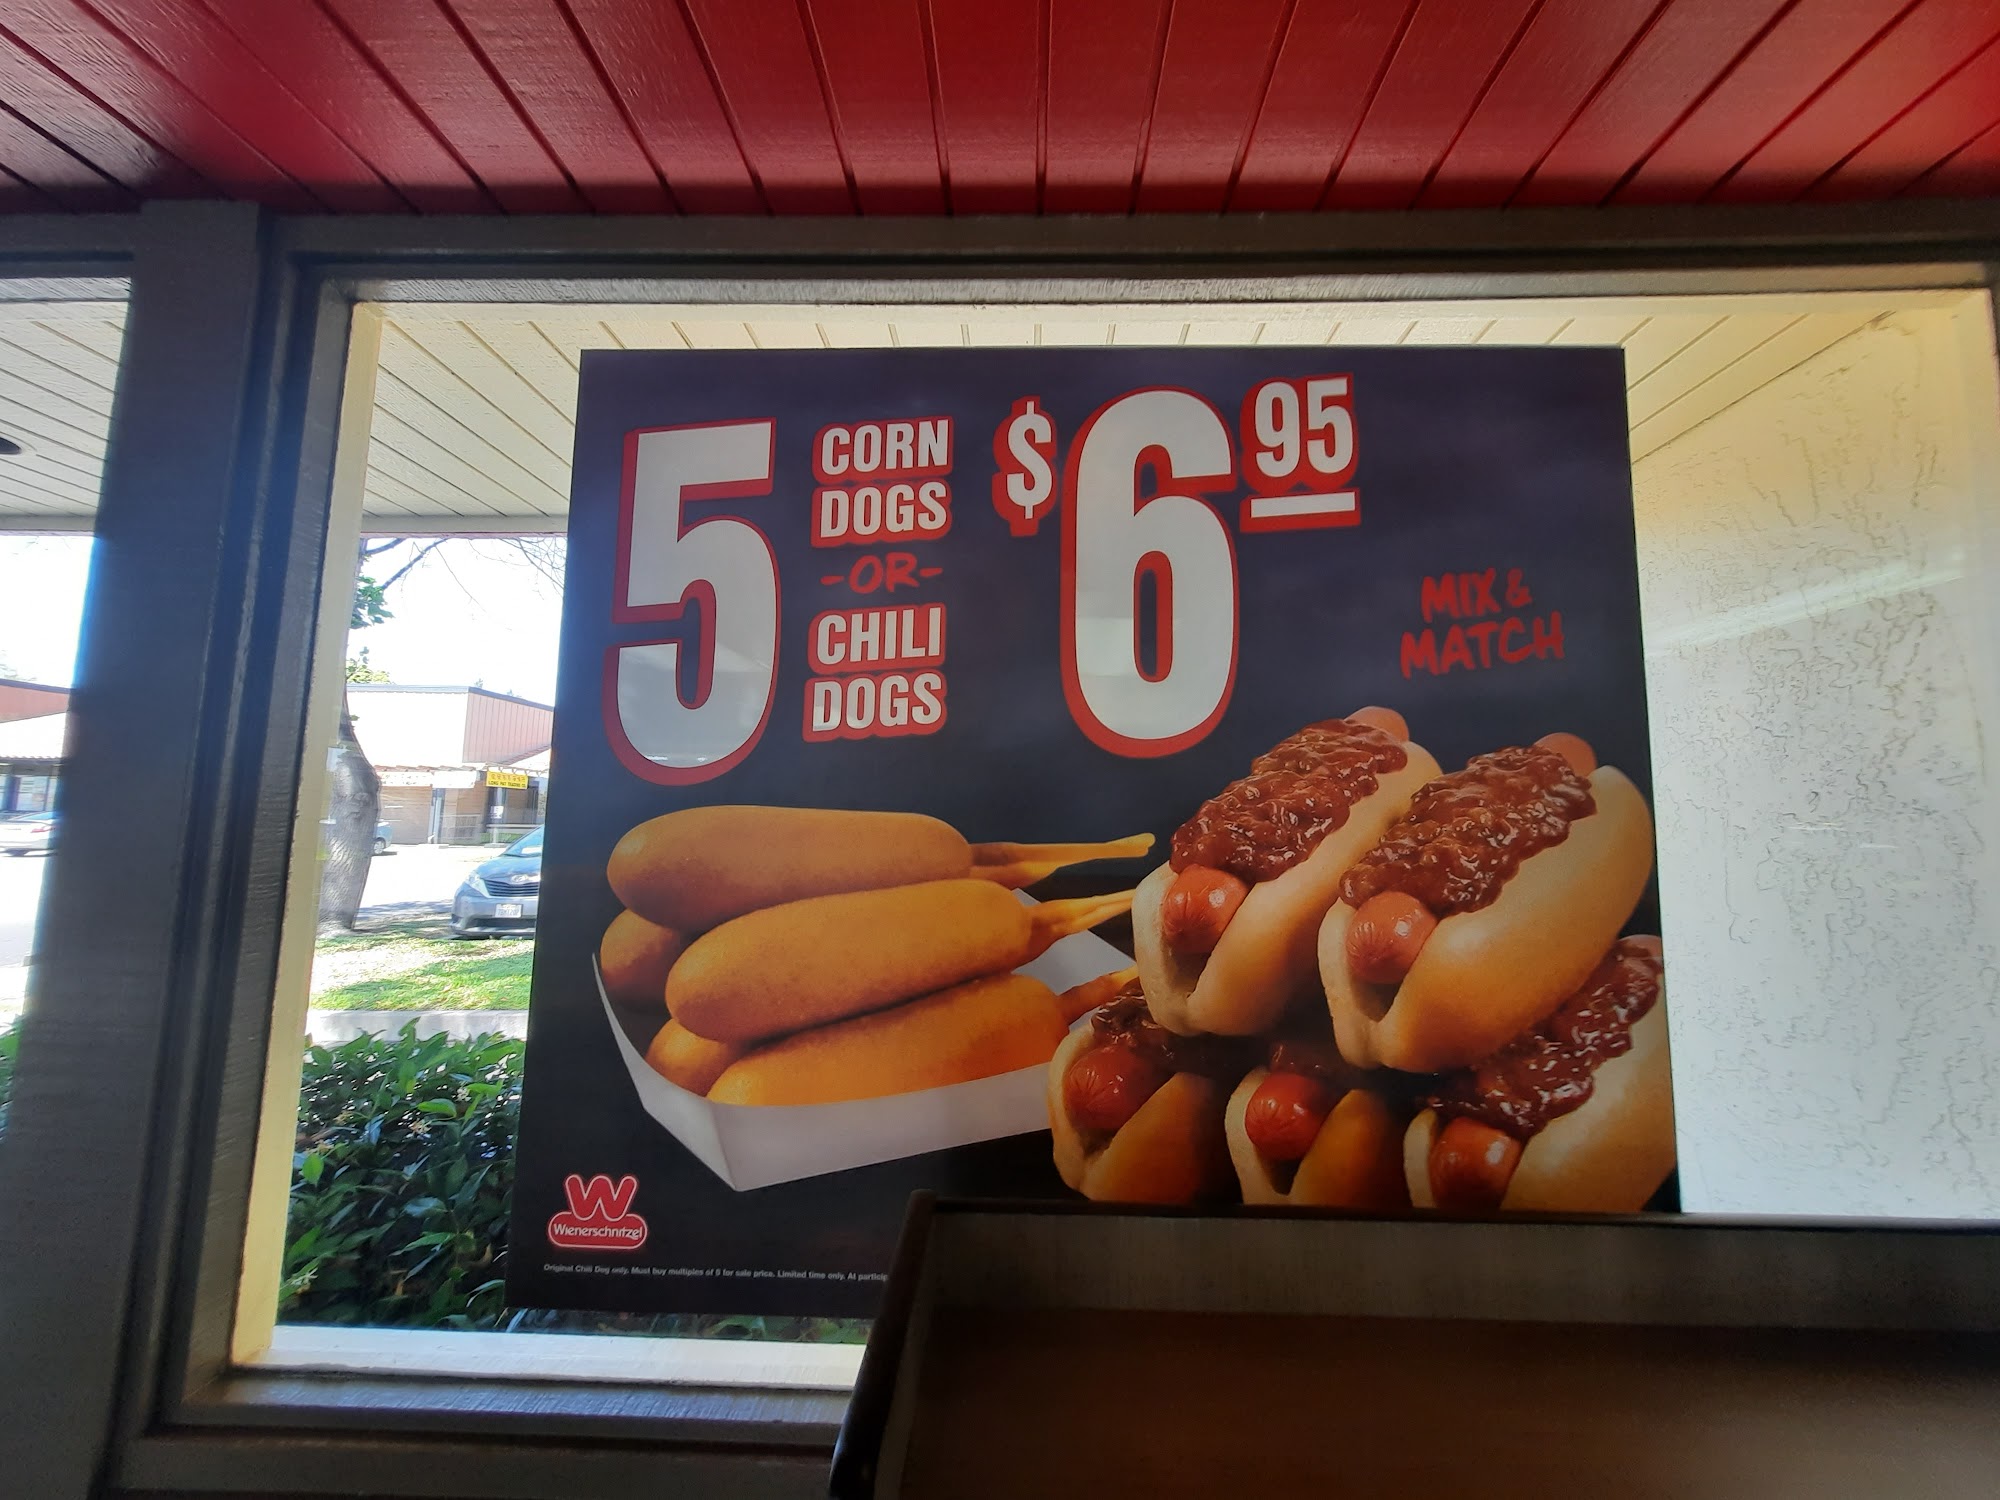 5
CORN
DOGS
-OR-
CHILI
DOGS
$6 95
MIX &
MATCH
W
Wienerschnitzel
Original Chili Dog only. Must buy multiples of 5 for sale price. Limited time only. At particip